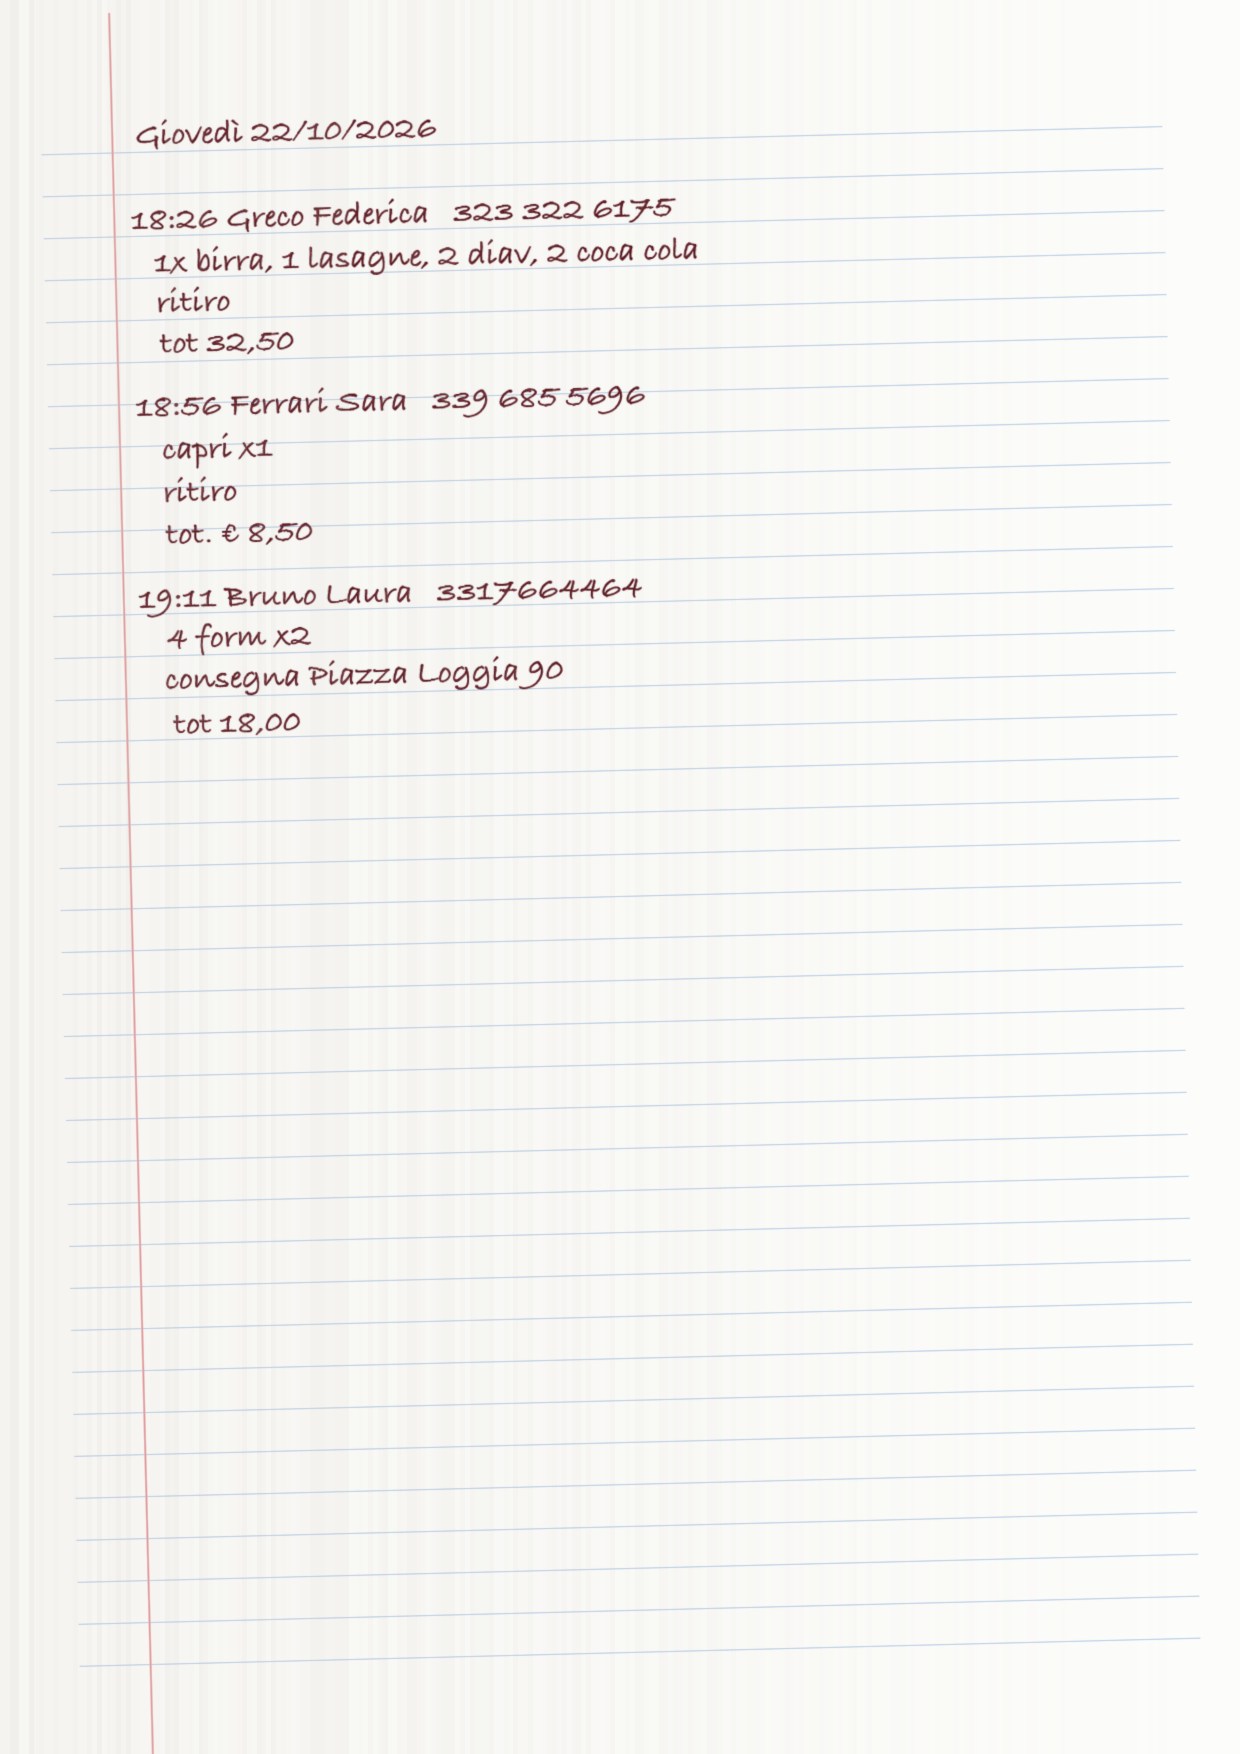 Giovedì 22/10/2026
18:26 Greco Federica 323 322 6175
1x birra, 1 lasagne, 2 diav, 2 coca cola
ritiro
tot 32,50
18:56 Ferrari Sara 339 685 5696
capri x1
ritiro
tot. € 8,50
19:11 Bruno Laura 3317664464
4 form x2
consegna Piazza Loggia 90
tot 18,00